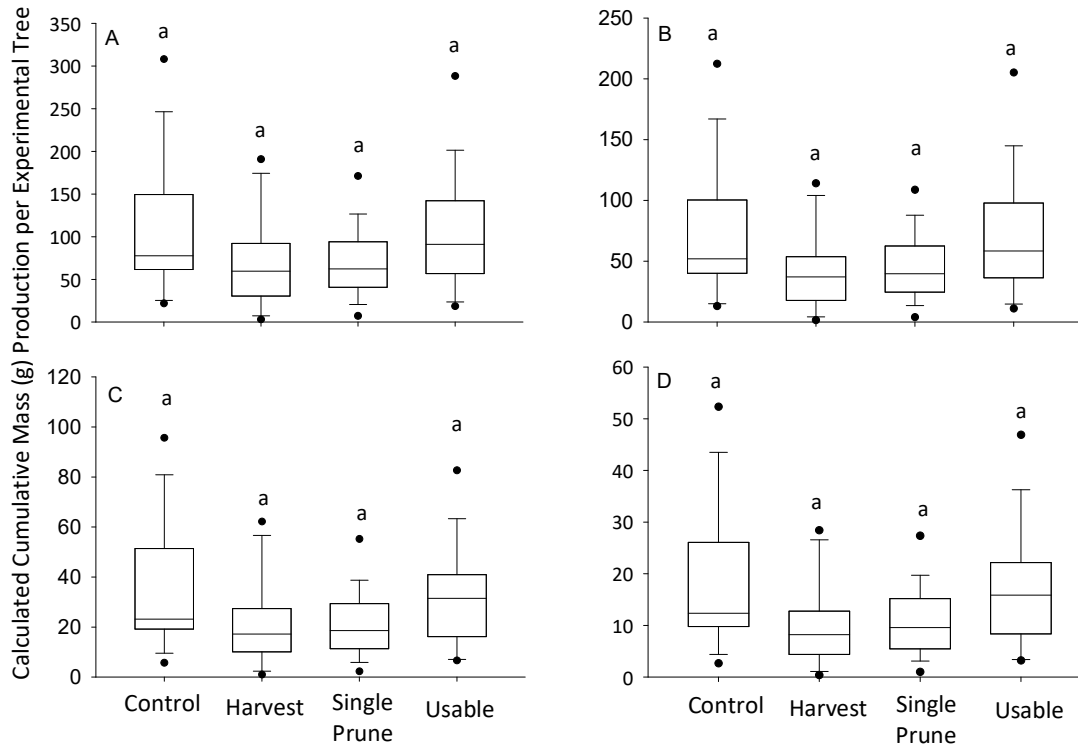 Calculated Cumulative Mass (g) Production per Experimental Tree
A
350
300
250
200
150
100
50
0
a
a
a
a
B
250
200
150
100
50
0
a
a
a
a
C
120
100
80
60
40
20
0
a
a
a
a
Control
Harvest
Single
Prune
Usable
D
60
50
40
30
20
10
0
a
a
a
a
Control
Harvest
Single
Prune
Usable